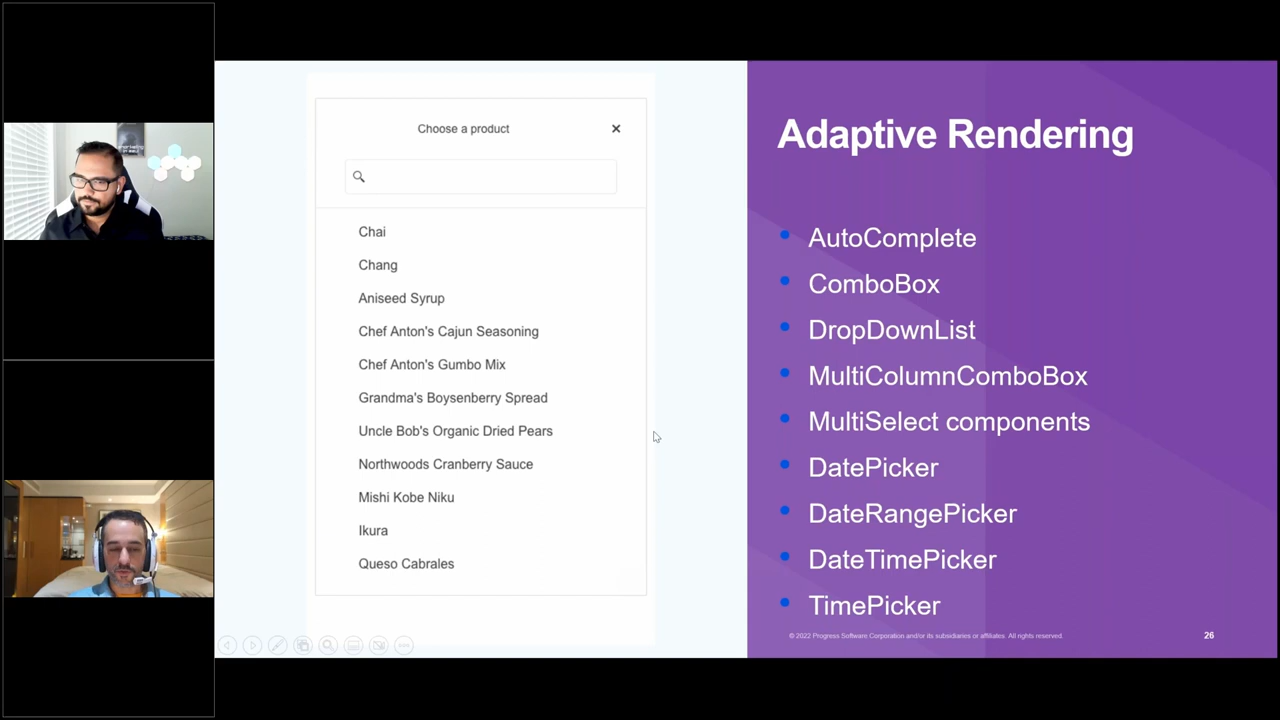 Choose a product
Chai
Chang
Aniseed Syrup
Chef Anton's Cajun Seasoning
Chef Anton's Gumbo Mix
Grandma's Boysenberry Spread
Uncle Bob's Organic Dried Pears
Northwoods Cranberry Sauce
Mishi Kobe Niku
Ikura
Queso Cabrales
Adaptive Rendering
AutoComplete
ComboBox
DropDownList
MultiColumnComboBox
MultiSelect components
DatePicker
DateRangePicker
DateTimePicker
TimePicker
© 2022 Progress Software Corporation and/or its subsidiaries or affiliates. All rights reserved.
26